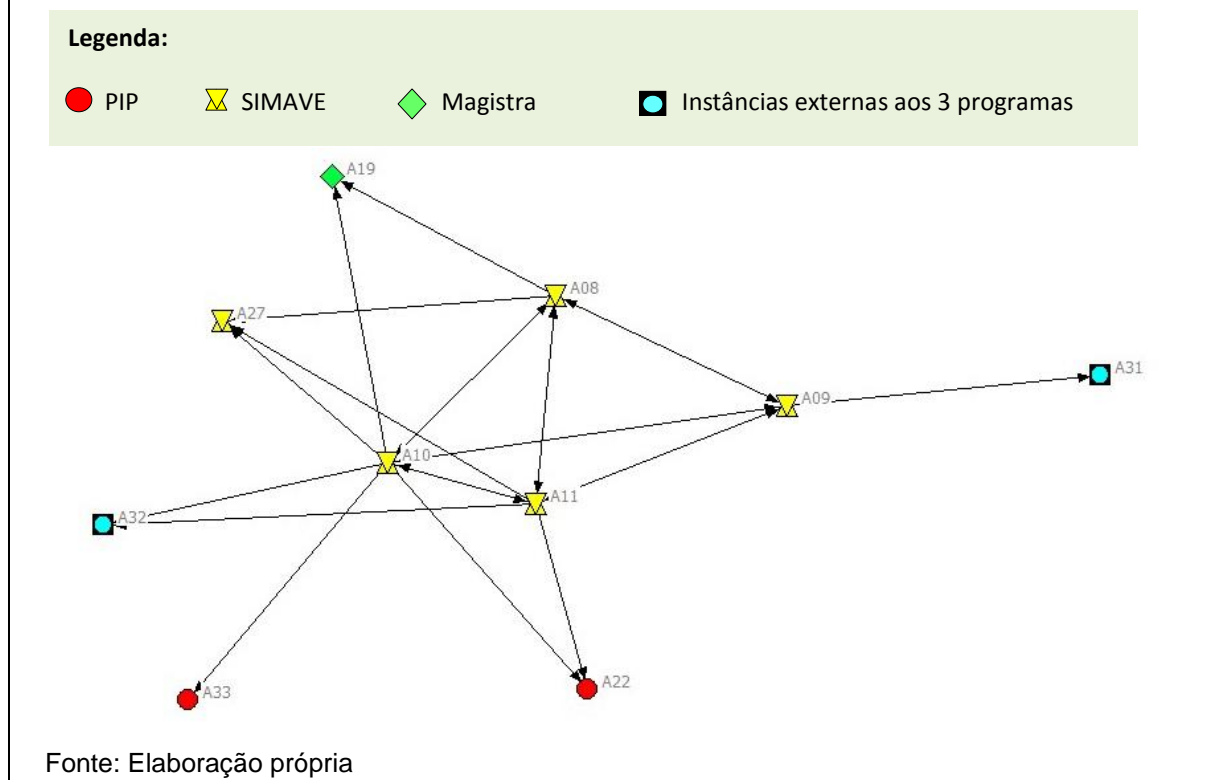 Legenda:
PIP SIMAVE Magistra Instâncias externas aos 3 programas
A19
A08
A27
A31
A09
A10
A11
A32
A22
A33
Fonte: Elaboração própria